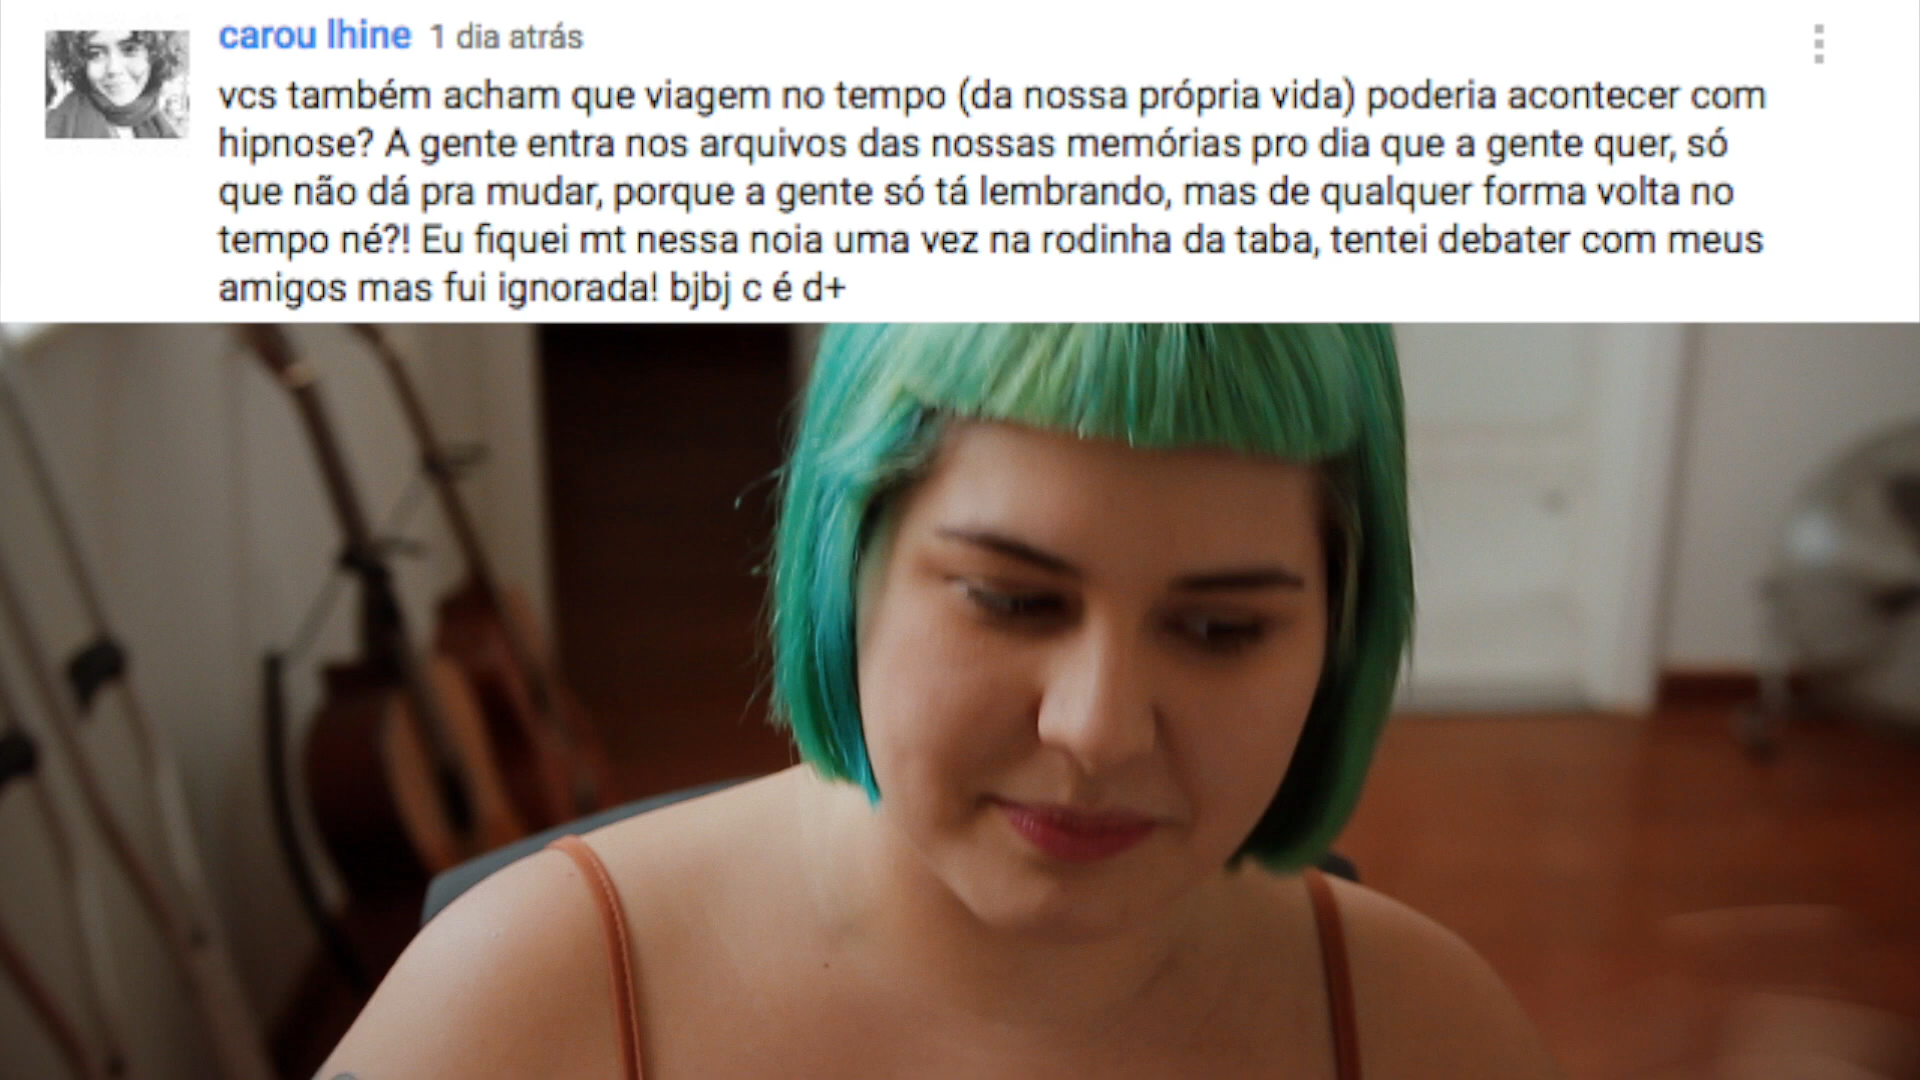 carou lhine 1 dia atrás
vcs também acham que viagem no tempo (da nossa própria vida) poderia acontecer com
hipnose? A gente entra nos arquivos das nossas memórias pro dia que a gente quer, só
que não dá pra mudar, porque a gente só tá lembrando, mas de qualquer forma volta no
tempo né?! Eu fiquei mt nessa noia uma vez na rodinha da taba, tentei debater com meus
amigos mas fui ignorada! bjbj c é d+